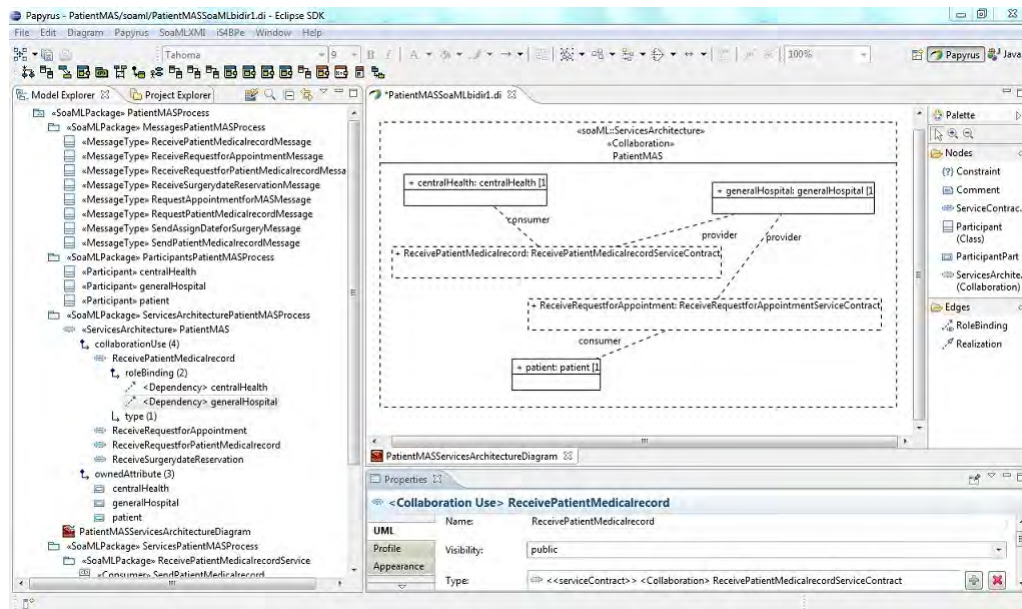 Papyrus - PatientMAS/soaml/PatientMASSoaMLbidir1.di - Eclipse SDK
File Edit Diagram Papyrus SoaMLXMI iS4BPe Window Help
Tahoma 9 B I A 100% Papyrus Java
Model Explorer Project Explorer
«SoaMLPackage» PatientMASProcess
«SoaMLPackage» MessagesPatientMASProcess
«MessageType» ReceivePatientMedicalrecordMessage
«MessageType» ReceiveRequestforAppointmentMessage
«MessageType» ReceiveRequestforPatientMedicalrecordMessa
«MessageType» ReceiveSurgerydateReservationMessage
«MessageType» RequestAppointmentforMASMessage
«MessageType» RequestPatientMedicalrecordMessage
«MessageType» SendAssignDateforSurgeryMessage
«MessageType» SendPatientMedicalrecordMessage
«SoaMLPackage» ParticipantsPatientMASProcess
«Participant» centralHealth
«Participant» generalHospital
«Participant» patient
«SoaMLPackage» ServicesArchitecturePatientMASProcess
«ServicesArchitecture» PatientMAS
collaborationUse (4)
ReceivePatientMedicalrecord
roleBinding (2)
<Dependency> centralHealth
<Dependency> generalHospital
type (1)
ReceiveRequestforAppointment
ReceiveRequestforPatientMedicalrecord
ReceiveSurgerydateReservation
ownedAttribute (3)
centralHealth
generalHospital
patient
PatientMASServicesArchitectureDiagram
«SoaMLPackage» ServicesPatientMASProcess
«SoaMLPackage» ReceivePatientMedicalrecordService
«Consumer» SendPatientMedicalrecord
*PatientMASSoaMLbidir1.di
«soaML::ServicesArchitecture»
«Collaboration»
PatientMAS
+ centralHealth: centralHealth [1
+ generalHospital: generalHospital [1
consumer
provider
provider
+ ReceivePatientMedicalrecord: ReceivePatientMedicalrecordServiceContract
+ ReceiveRequestforAppointment: ReceiveRequestforAppointmentServiceContract
consumer
+ patient: patient [1
Palette
Nodes
(?) Constraint
Comment
ServiceContrac.
Participant
(Class)
ParticipantPart
ServicesArchite.
(Collaboration)
Edges
RoleBinding
Realization
PatientMASServicesArchitectureDiagram
Properties
<Collaboration Use> ReceivePatientMedicalrecord
UML
Profile
Appearance
Name: ReceivePatientMedicalrecord
Visibility: public
Type: <<serviceContract>> <Collaboration> ReceivePatientMedicalrecordServiceContract